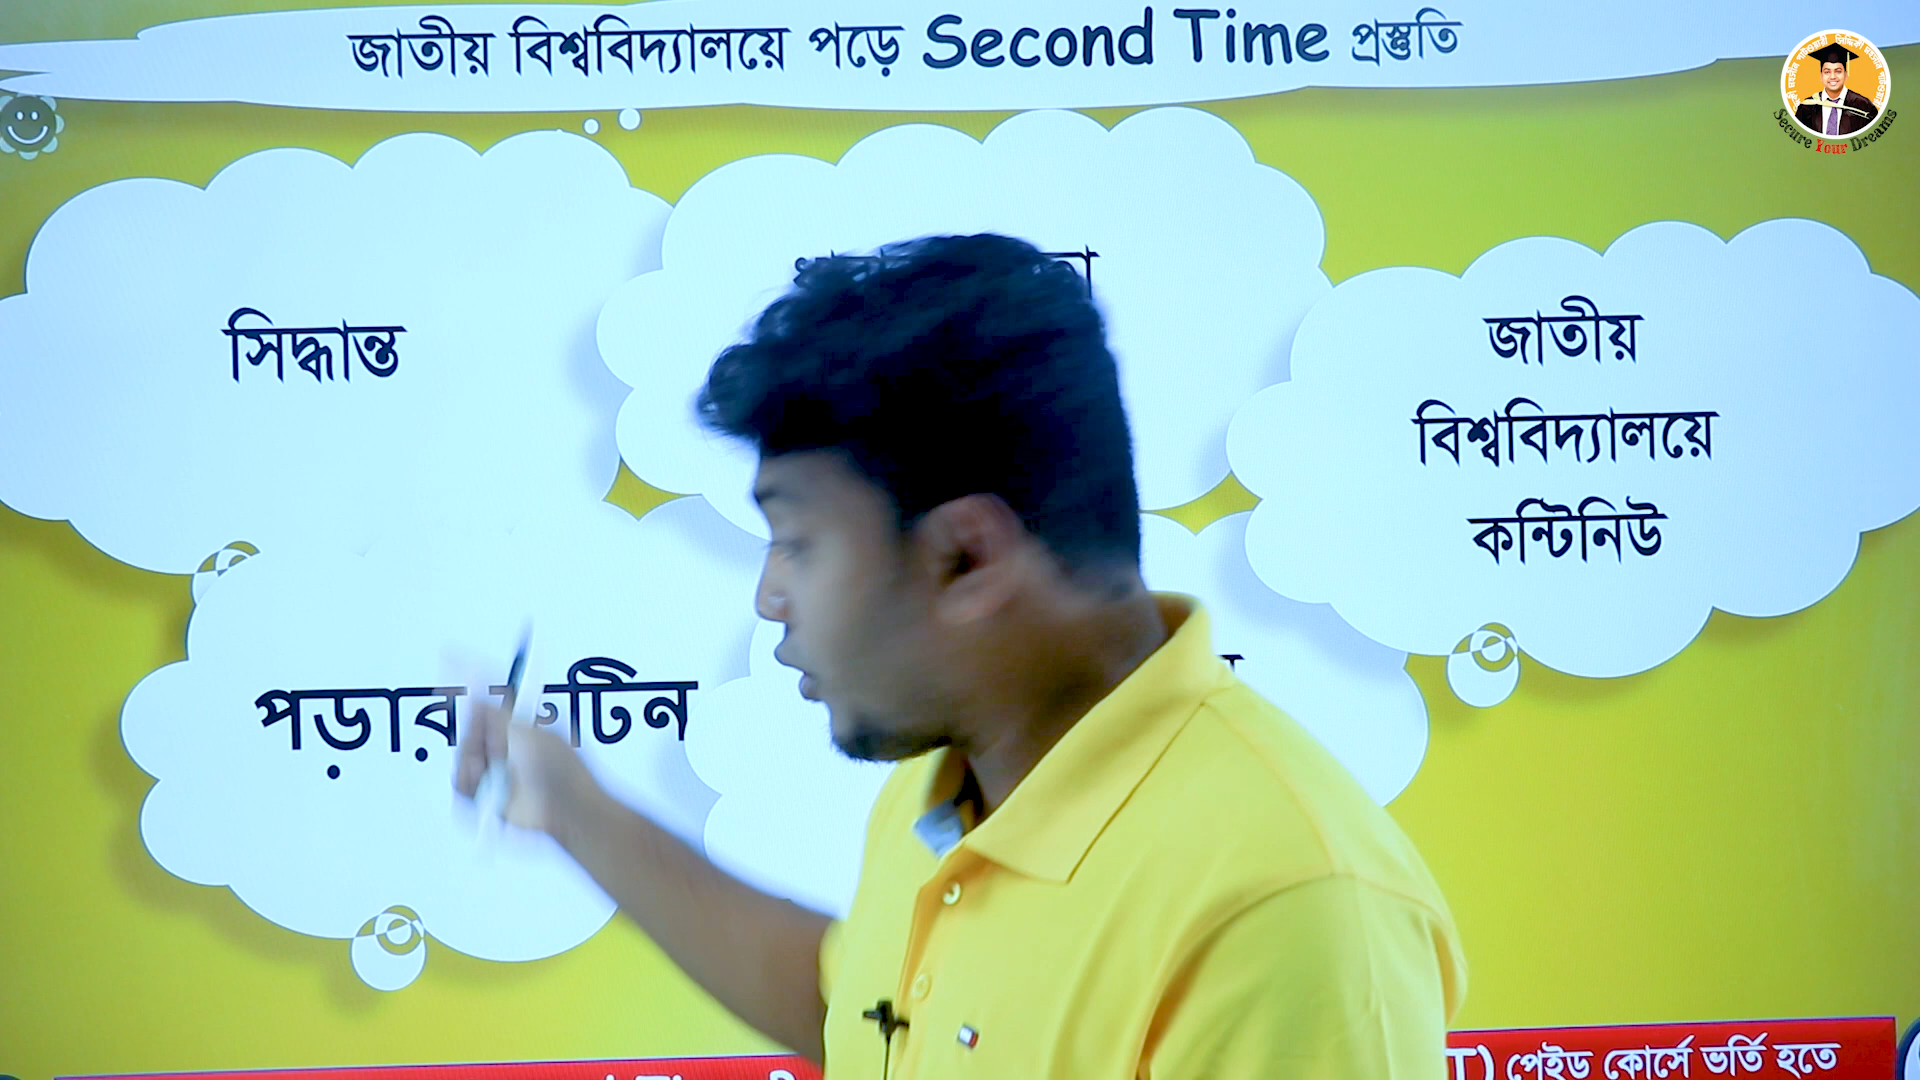 জাতীয় বিশ্ববিদ্যালয়ে পড়ে Second Time প্রস্তুতি
Secure Your Dreams
সিদ্ধান্ত
জাতীয়
বিশ্ববিদ্যালয়ে
কন্টিনিউ
পড়ার রুটিন
পেইড কোর্সে ভর্তি হতে